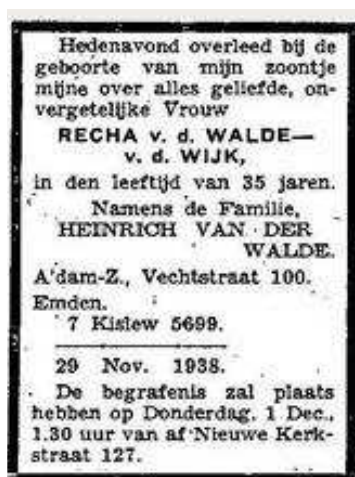 Hedenavond overleed bij de
geboorte van mijn zoontje
mijne over alles geliefde, on-
vergetelijke Vrouw
RECHA v. d. WALDE—
v. d. WIJK,
in den leeftijd van 35 jaren.
Namens de Familie,
HEINRICH VAN DER
WALDE.
A'dam-Z., Vechtstraat 100.
Emden.
7 Kislew 5699.
29 Nov. 1938.
De begrafenis zal plaats
hebben op Donderdag, 1 Dec.,
1.30 uur van af Nieuwe Kerk-
straat 127.